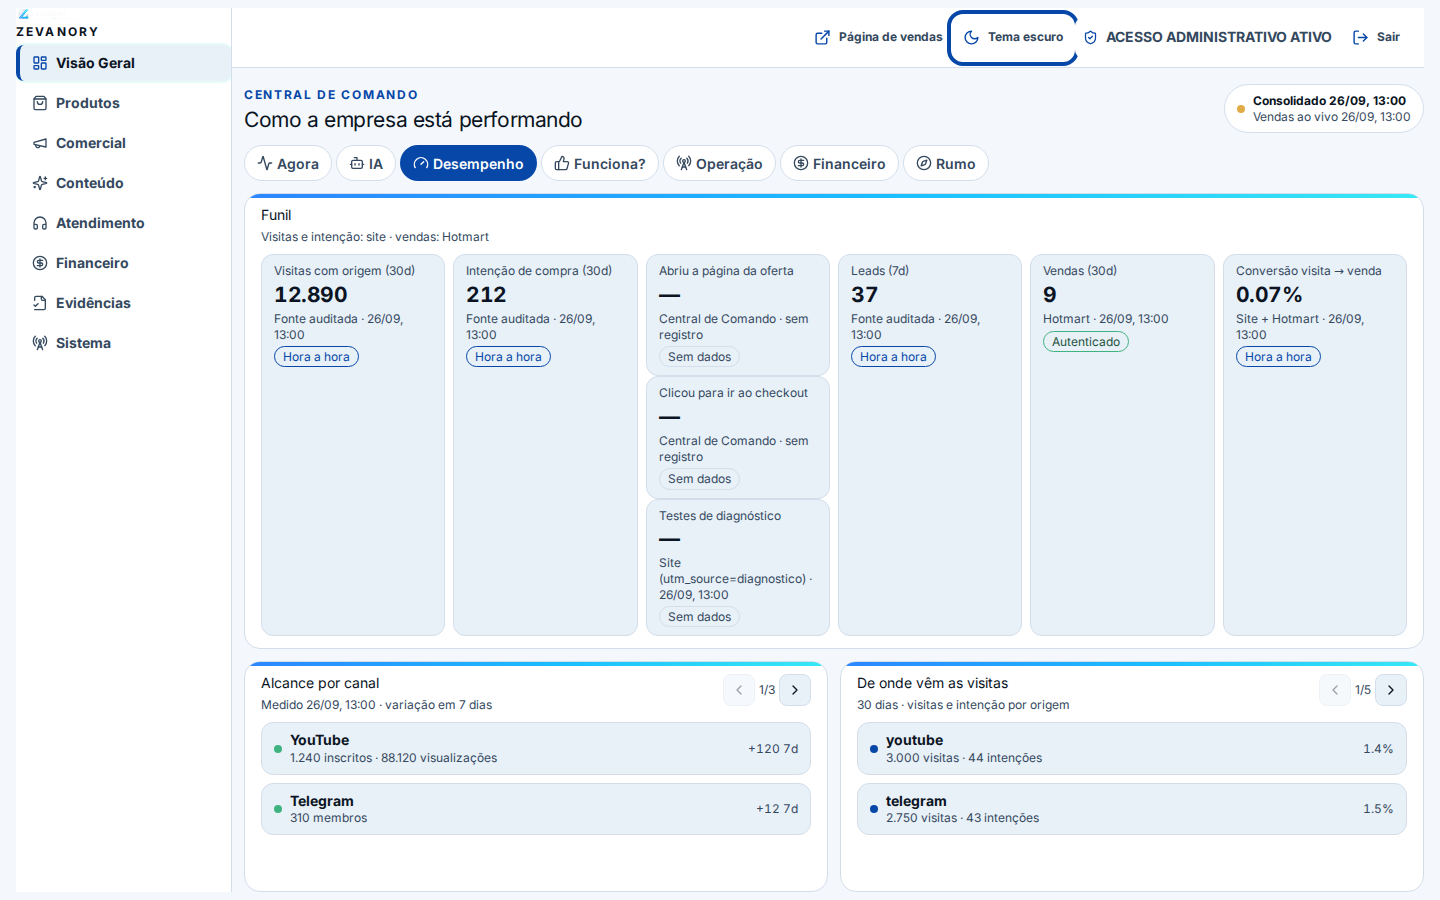 ZEVANORY
Visão Geral
Produtos
Comercial
Conteúdo
Atendimento
Financeiro
Evidências
Sistema
Página de vendas
Tema escuro
ACESSO ADMINISTRATIVO ATIVO
Sair
CENTRAL DE COMANDO
Como a empresa está performando
Consolidado 26/09, 13:00
Vendas ao vivo 26/09, 13:00
Agora
IA
Desempenho
Funciona?
Operação
Financeiro
Rumo
Funil
Visitas e intenção: site · vendas: Hotmart
Visitas com origem (30d)
12.890
Fonte auditada · 26/09,
13:00
Hora a hora
Intenção de compra (30d)
212
Fonte auditada · 26/09,
13:00
Hora a hora
Abriu a página da oferta
—
Central de Comando · sem
registro
Sem dados
Clicou para ir ao checkout
—
Central de Comando · sem
registro
Sem dados
Testes de diagnóstico
—
Site
(utm_source=diagnostico) ·
26/09, 13:00
Sem dados
Leads (7d)
37
Fonte auditada · 26/09,
13:00
Hora a hora
Vendas (30d)
9
Hotmart · 26/09, 13:00
Autenticado
Conversão visita → venda
0.07%
Site + Hotmart · 26/09,
13:00
Hora a hora
Alcance por canal
Medido 26/09, 13:00 · variação em 7 dias
1/3
YouTube
1.240 inscritos · 88.120 visualizações
+120 7d
Telegram
310 membros
+12 7d
De onde vêm as visitas
30 dias · visitas e intenção por origem
1/5
youtube
3.000 visitas · 44 intenções
1.4%
telegram
2.750 visitas · 43 intenções
1.5%